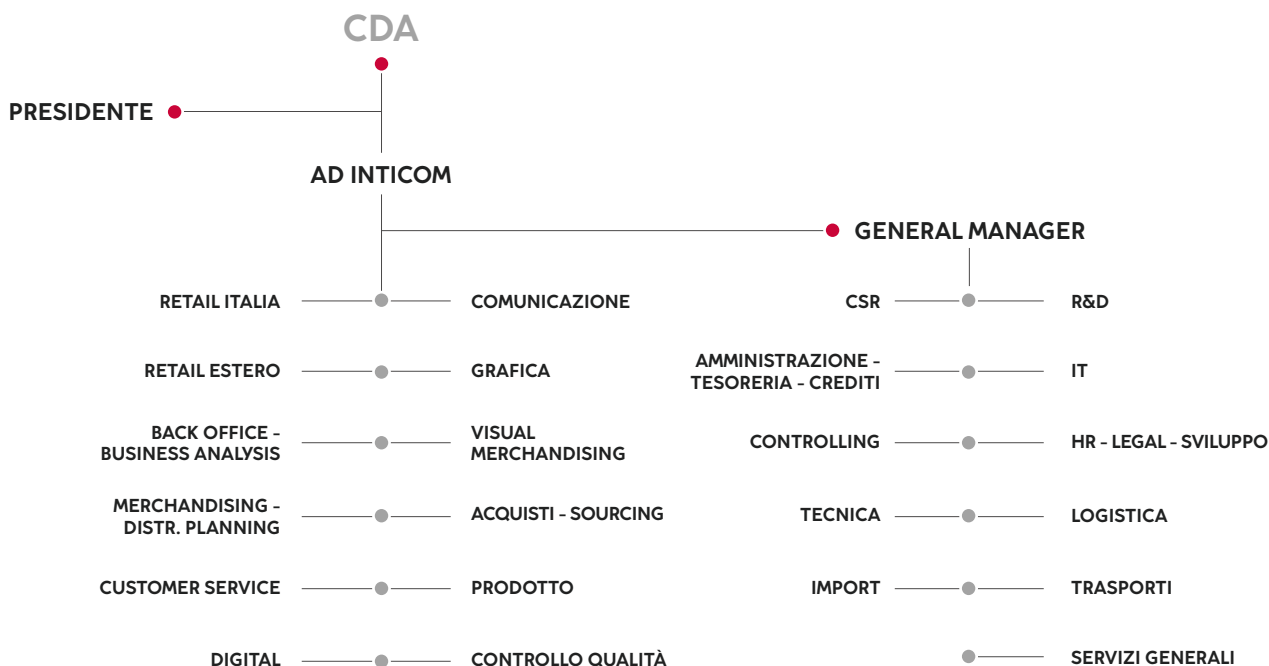 CDA
PRESIDENTE
AD INTICOM
GENERAL MANAGER
RETAIL ITALIA
COMUNICAZIONE
CSR
R&D
RETAIL ESTERO
GRAFICA
AMMINISTRAZIONE -
TESORERIA - CREDITI
IT
BACK OFFICE -
BUSINESS ANALYSIS
VISUAL
MERCHANDISING
CONTROLLING
HR - LEGAL - SVILUPPO
MERCHANDISING -
DISTR. PLANNING
ACQUISTI - SOURCING
TECNICA
LOGISTICA
CUSTOMER SERVICE
PRODOTTO
IMPORT
TRASPORTI
DIGITAL
CONTROLLO QUALITÀ
SERVIZI GENERALI